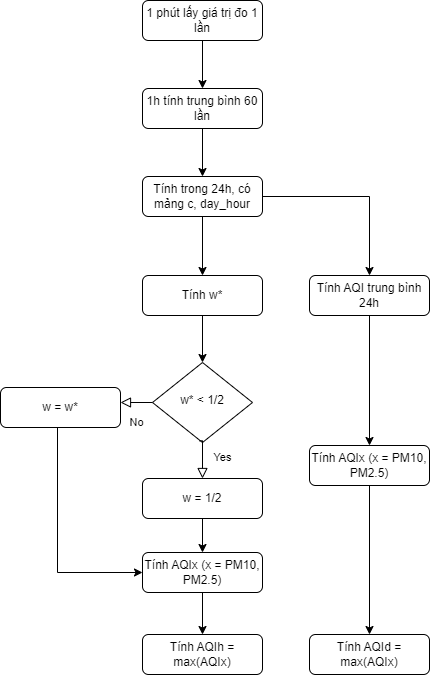 1 phút lấy giá trị đo 1
lần
1h tính trung bình 60
lần
Tính trong 24h, có
mảng c, day_hour
Tính w*
Tính AQI trung bình
24h
w* < 1/2
w = w*
No
Yes
w = 1/2
Tính AQIx (x = PM10,
PM2.5)
Tính AQIx (x = PM10,
PM2.5)
Tính AQIh =
max(AQIx)
Tính AQId =
max(AQIx)